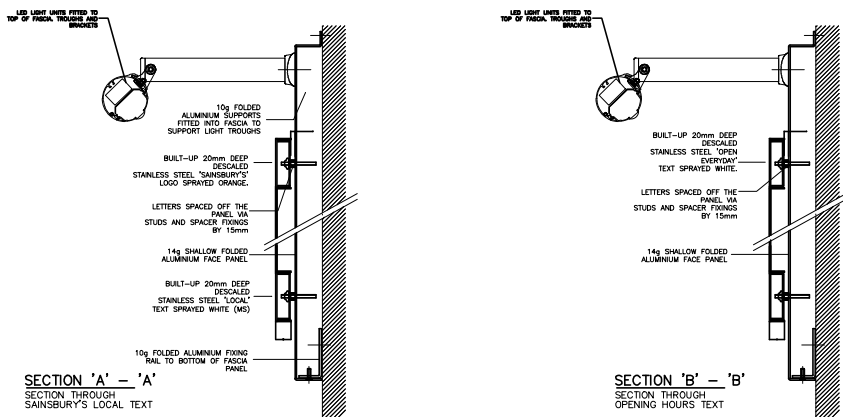 LED LIGHT UNITS FITTED TO
TOP OF FASCIA. TROUGHS AND
BRACKETS
10g FOLDED
ALUMINIUM SUPPORTS
FITTED INTO FASCIA TO
SUPPORT LIGHT TROUGHS
BUILT-UP 20mm DEEP
DESCALED
STAINLESS STEEL 'SAINSBURY'S'
LOGO SPRAYED ORANGE.
LETTERS SPACED OFF THE
PANEL VIA
STUDS AND SPACER FIXINGS
BY 15mm
14g SHALLOW FOLDED
ALUMINIUM FACE PANEL
BUILT-UP 20mm DEEP
DESCALED
STAINLESS STEEL 'LOCAL'
TEXT SPRAYED WHITE (MS)
10g FOLDED ALUMINIUM FIXING
RAIL TO BOTTOM OF FASCIA
PANEL
SECTION 'A' - 'A'
SECTION THROUGH
SAINSBURY'S LOCAL TEXT
LED LIGHT UNITS FITTED TO
TOP OF FASCIA. TROUGHS AND
BRACKETS
BUILT-UP 20mm DEEP
DESCALED
STAINLESS STEEL 'OPEN
EVERYDAY'
TEXT SPRAYED WHITE.
LETTERS SPACED OFF THE
PANEL VIA
STUDS AND SPACER FIXINGS
BY 15mm
14g SHALLOW FOLDED
ALUMINIUM FACE PANEL
SECTION 'B' - 'B'
SECTION THROUGH
OPENING HOURS TEXT